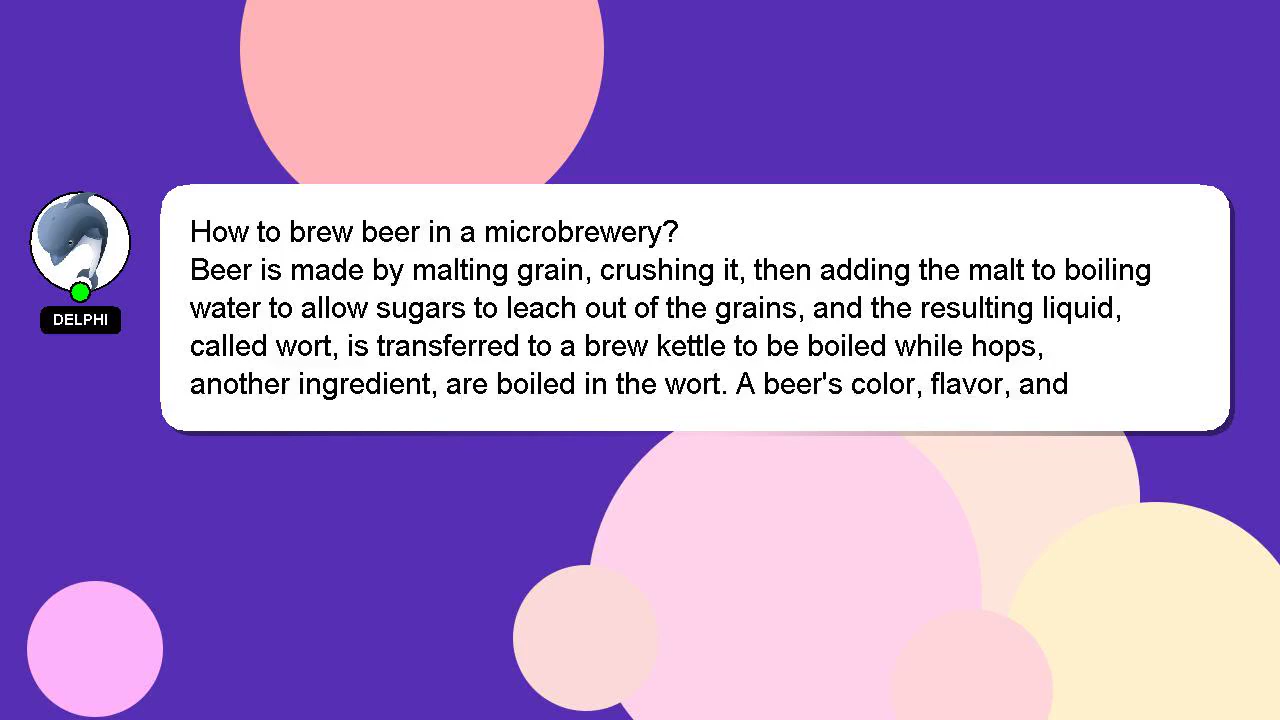 How to brew beer in a microbrewery?
Beer is made by malting grain, crushing it, then adding the malt to boiling
water to allow sugars to leach out of the grains, and the resulting liquid,
called wort, is transferred to a brew kettle to be boiled while hops,
another ingredient, are boiled in the wort. A beer's color, flavor, and
DELPHI